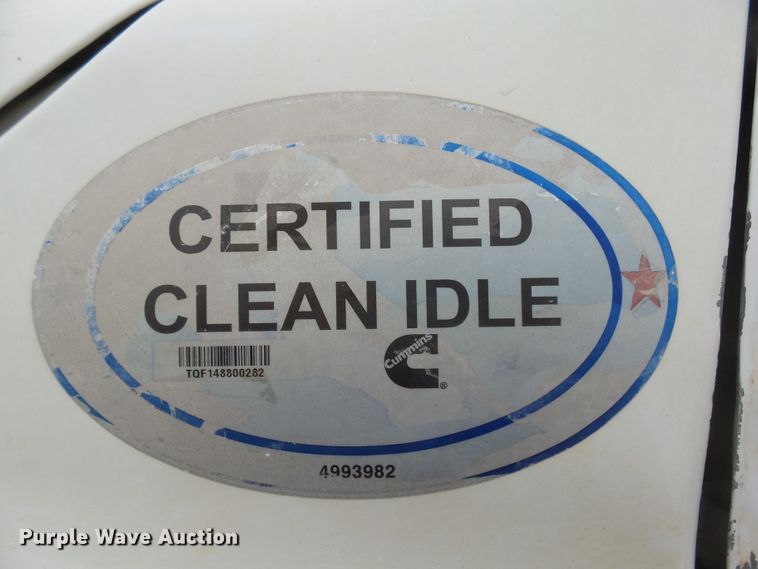 CERTIFIED
CLEAN IDLE
TQF148800282
Cummins
®
4993982
Purple Wave Auction